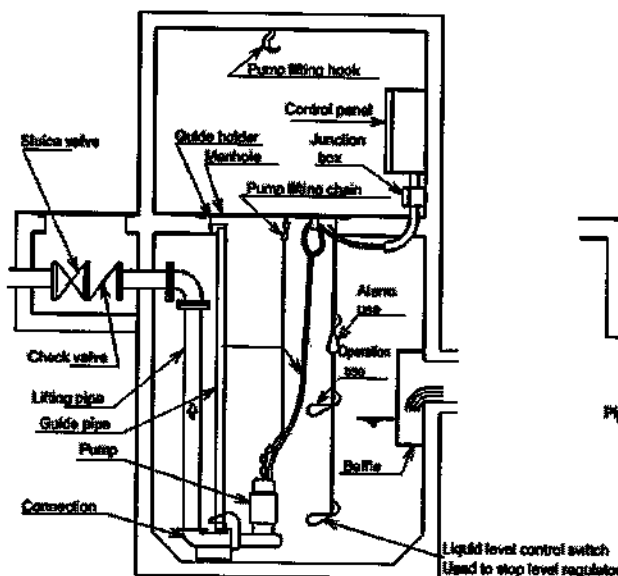 Pump lifting hook
Control panel
Junction
box
Sluice valve
Guide holder
Manhole
Pump lifting chain
Alarm
use
Operation
use
Check valve
Lifting pipe
Guide pipe
Pump
Connection
Baffle
Liquid level control switch
Used to stop level regulator